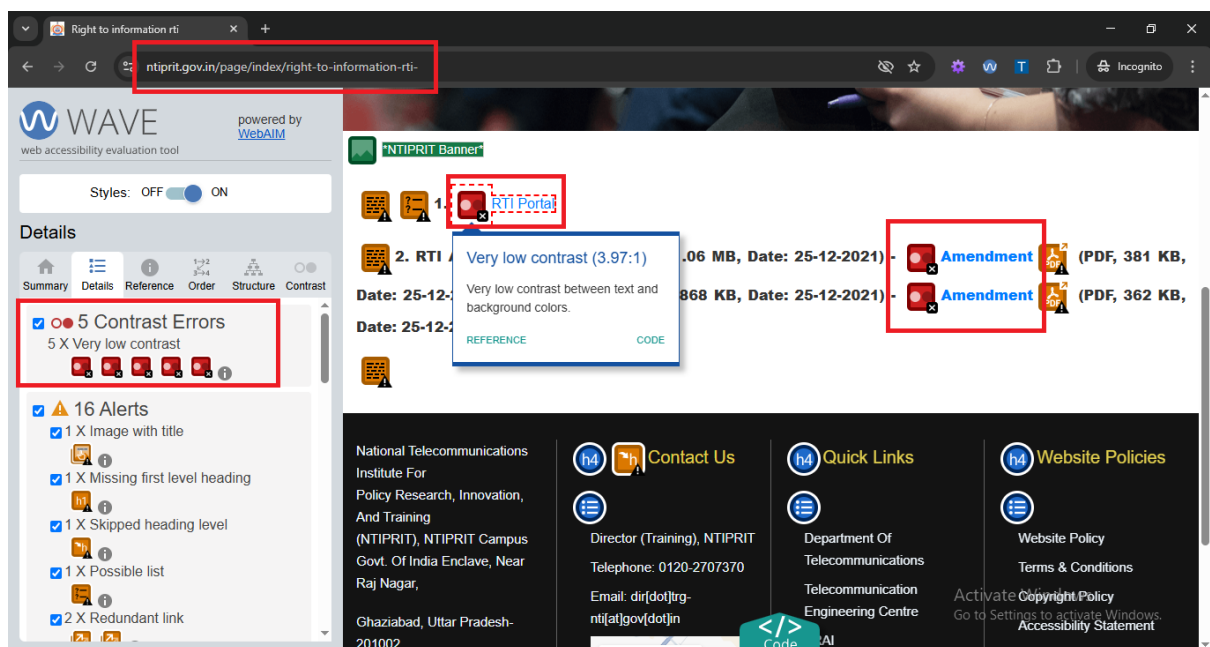 Right to information rti
ntiprit.gov.in/page/index/right-to-information-rti-
T
Incognito
WAVE
powered by
WebAIM
web accessibility evaluation tool
Styles: OFF ON
Details
Summary Details Reference Order Structure Contrast
5 Contrast Errors
5 X Very low contrast
16 Alerts
1 X Image with title
1 X Missing first level heading
h1
1 X Skipped heading level
1 X Possible list
2 X Redundant link
*NTIPRIT Banner*
1. RTI Portal
2. RTI .06 MB, Date: 25-12-2021) - Amendment PDF (PDF, 381 KB,
Date: 25-12- 868 KB, Date: 25-12-2021) - Amendment PDF (PDF, 362 KB,
Date: 25-12-
Very low contrast (3.97:1)
Very low contrast between text and
background colors.
REFERENCE CODE
National Telecommunications
Institute For
Policy Research, Innovation,
And Training
(NTIPRIT), NTIPRIT Campus
Govt. Of India Enclave, Near
Raj Nagar,
Ghaziabad, Uttar Pradesh-
201002
h4 h Contact Us
Director (Training), NTIPRIT
Telephone: 0120-2707370
Email: dir[dot]trg-
nti[at]gov[dot]in
</>
Code
h4 Quick Links
Department Of
Telecommunications
Telecommunication
Engineering Centre
h4 Website Policies
Website Policy
Terms & Conditions
Copyright Policy
Accessibility Statement
Activate Windows
Go to Settings to activate Windows.